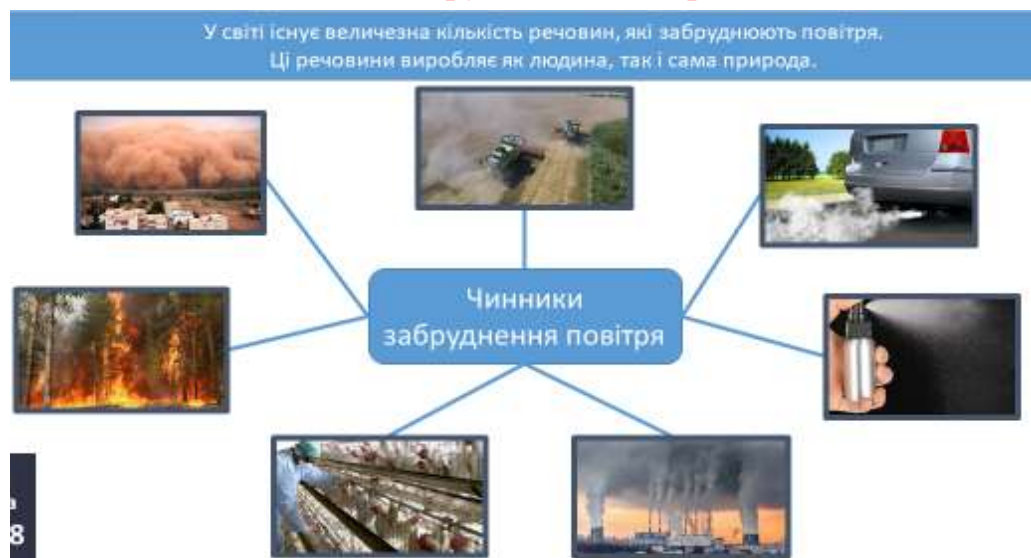 У світі існує величезна кількість речовин, які забруднюють повітря.
Ці речовини виробляє як людина, так і сама природа.
Чинники
забруднення повітря
8